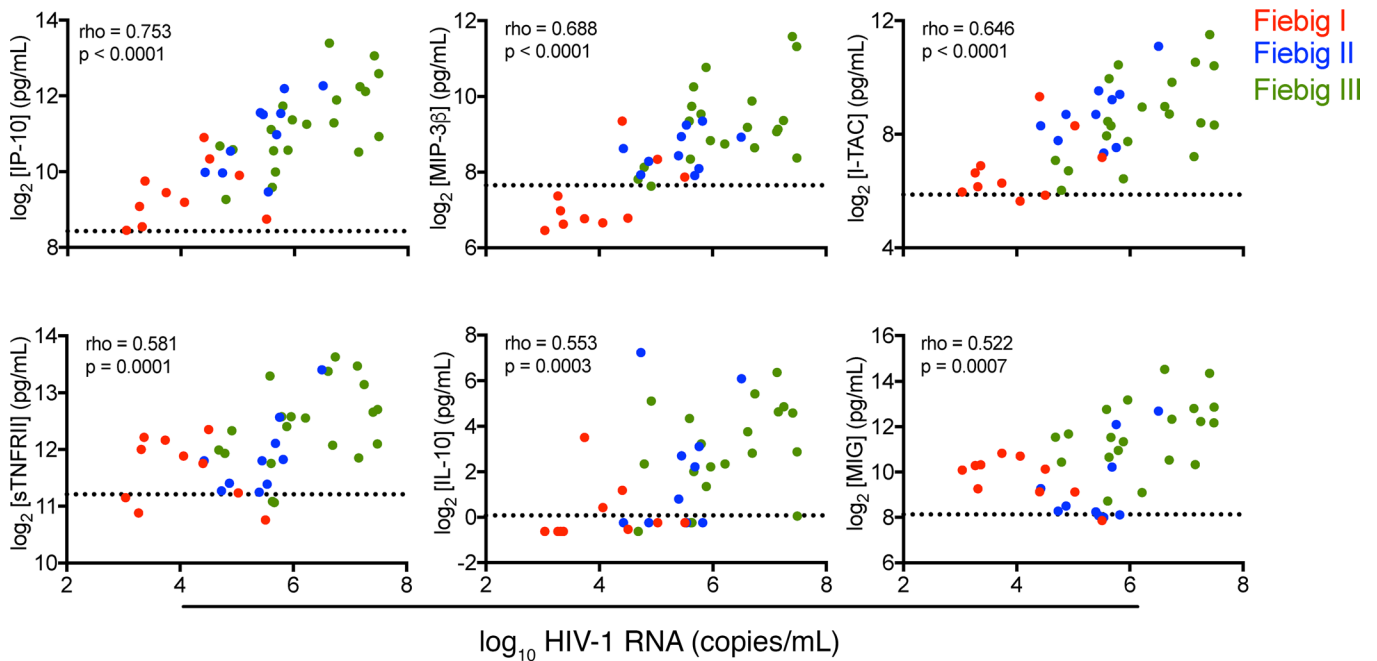 Fiebig I
Fiebig II
Fiebig III
log2 [IP-10] (pg/mL)
14
12
10
8
rho = 0.753
p < 0.0001
4
6
8
log2 [MIP-3β] (pg/mL)
12
10
8
6
rho = 0.688
p < 0.0001
log2 [I-TAC] (pg/mL)
12
8
4
rho = 0.646
p < 0.0001
log2 [sTNFRII] (pg/mL)
14
13
12
11
10
rho = 0.581
p = 0.0001
2
4
6
8
log2 [IL-10] (pg/mL)
8
6
4
2
0
-2
rho = 0.553
p = 0.0003
2
4
6
8
log2 [MIG] (pg/mL)
16
14
12
10
8
6
rho = 0.522
p = 0.0007
2
4
6
8
log10 HIV-1 RNA (copies/mL)